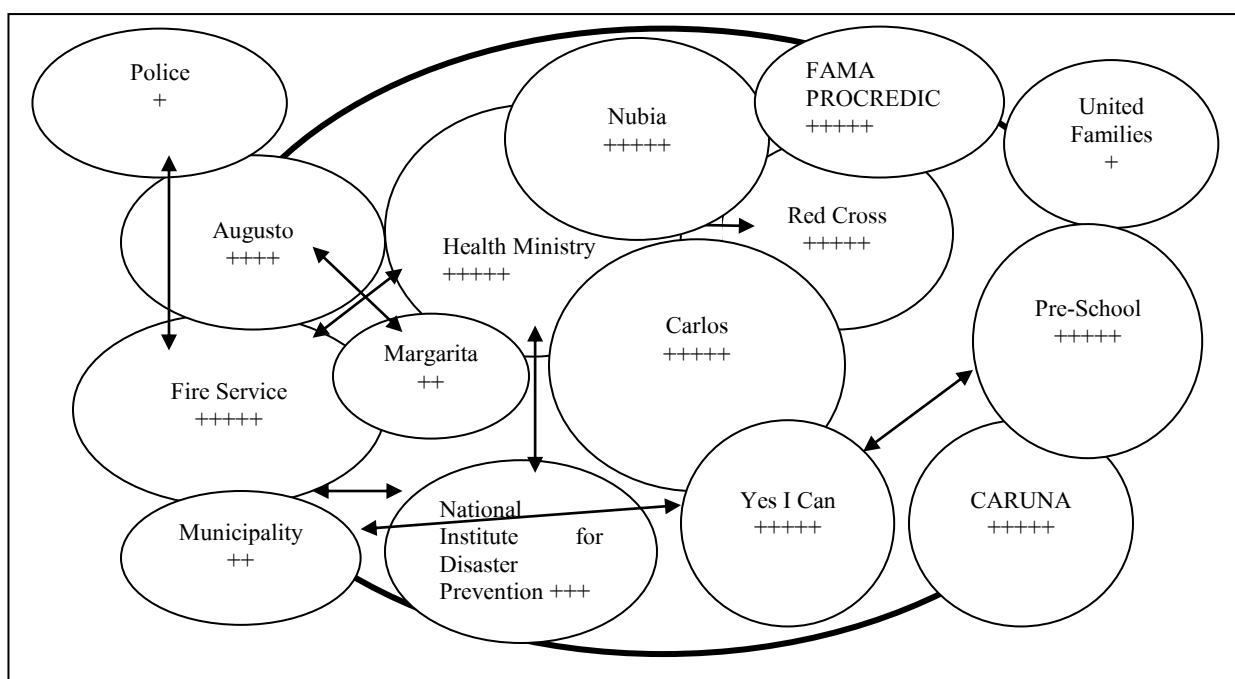 Police
+
FAMA
PROCREDIC
+++++
Nubia
+++++
United
Families
+
Augusto
++++
Health Ministry
+++++
Red Cross
+++++
Pre-School
+++++
Carlos
+++++
Margarita
++
Fire Service
+++++
National
Institute for
Disaster
Prevention +++
Yes I Can
+++++
CARUNA
+++++
Municipality
++